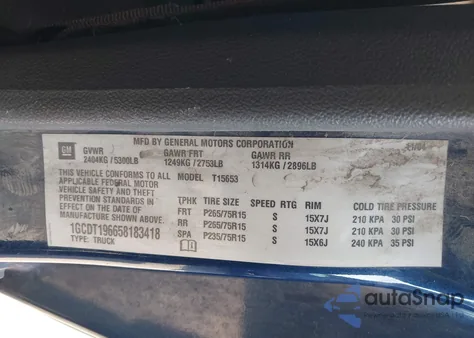 MFD BY GENERAL MOTORS CORPORATION 11/04
GM GVWR GAWR FRT GAWR RR
2404KG / 5300LB 1249KG / 2753LB 1314KG / 2896LB
THIS VEHICLE CONFORMS TO ALL MODEL T15653
APPLICABLE FEDERAL MOTOR
VEHICLE SAFETY AND THEFT TPHK TIRE SIZE SPEED RTG RIM COLD TIRE PRESSURE
PREVENTION STANDARDS IN FRT P265/75R15 S 15X7J 210 KPA 30 PSI
EFFECT ON THE DATE OF RR P265/75R15 S 15X7J 210 KPA 30 PSI
MANUFACTURE SHOWN ABOVE. P235/75R15 S 15X6J 240 KPA 35 PSI
1GCDT196658183418
TYPE: TRUCK
autoSnap